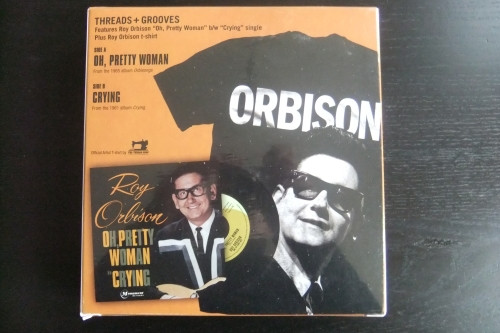 THREADS + GROOVES
Features Roy Orbison "Oh, Pretty Woman" b/w "Crying" single
Plus Roy Orbison t-shirt
SIDE A
OH, PRETTY WOMAN
From the 1965 album Orbisongs
SIDE B
CRYING
From the 1961 album Crying
ORBISON
Roy
Orbison
OH, PRETTY
WOMAN
CRYING